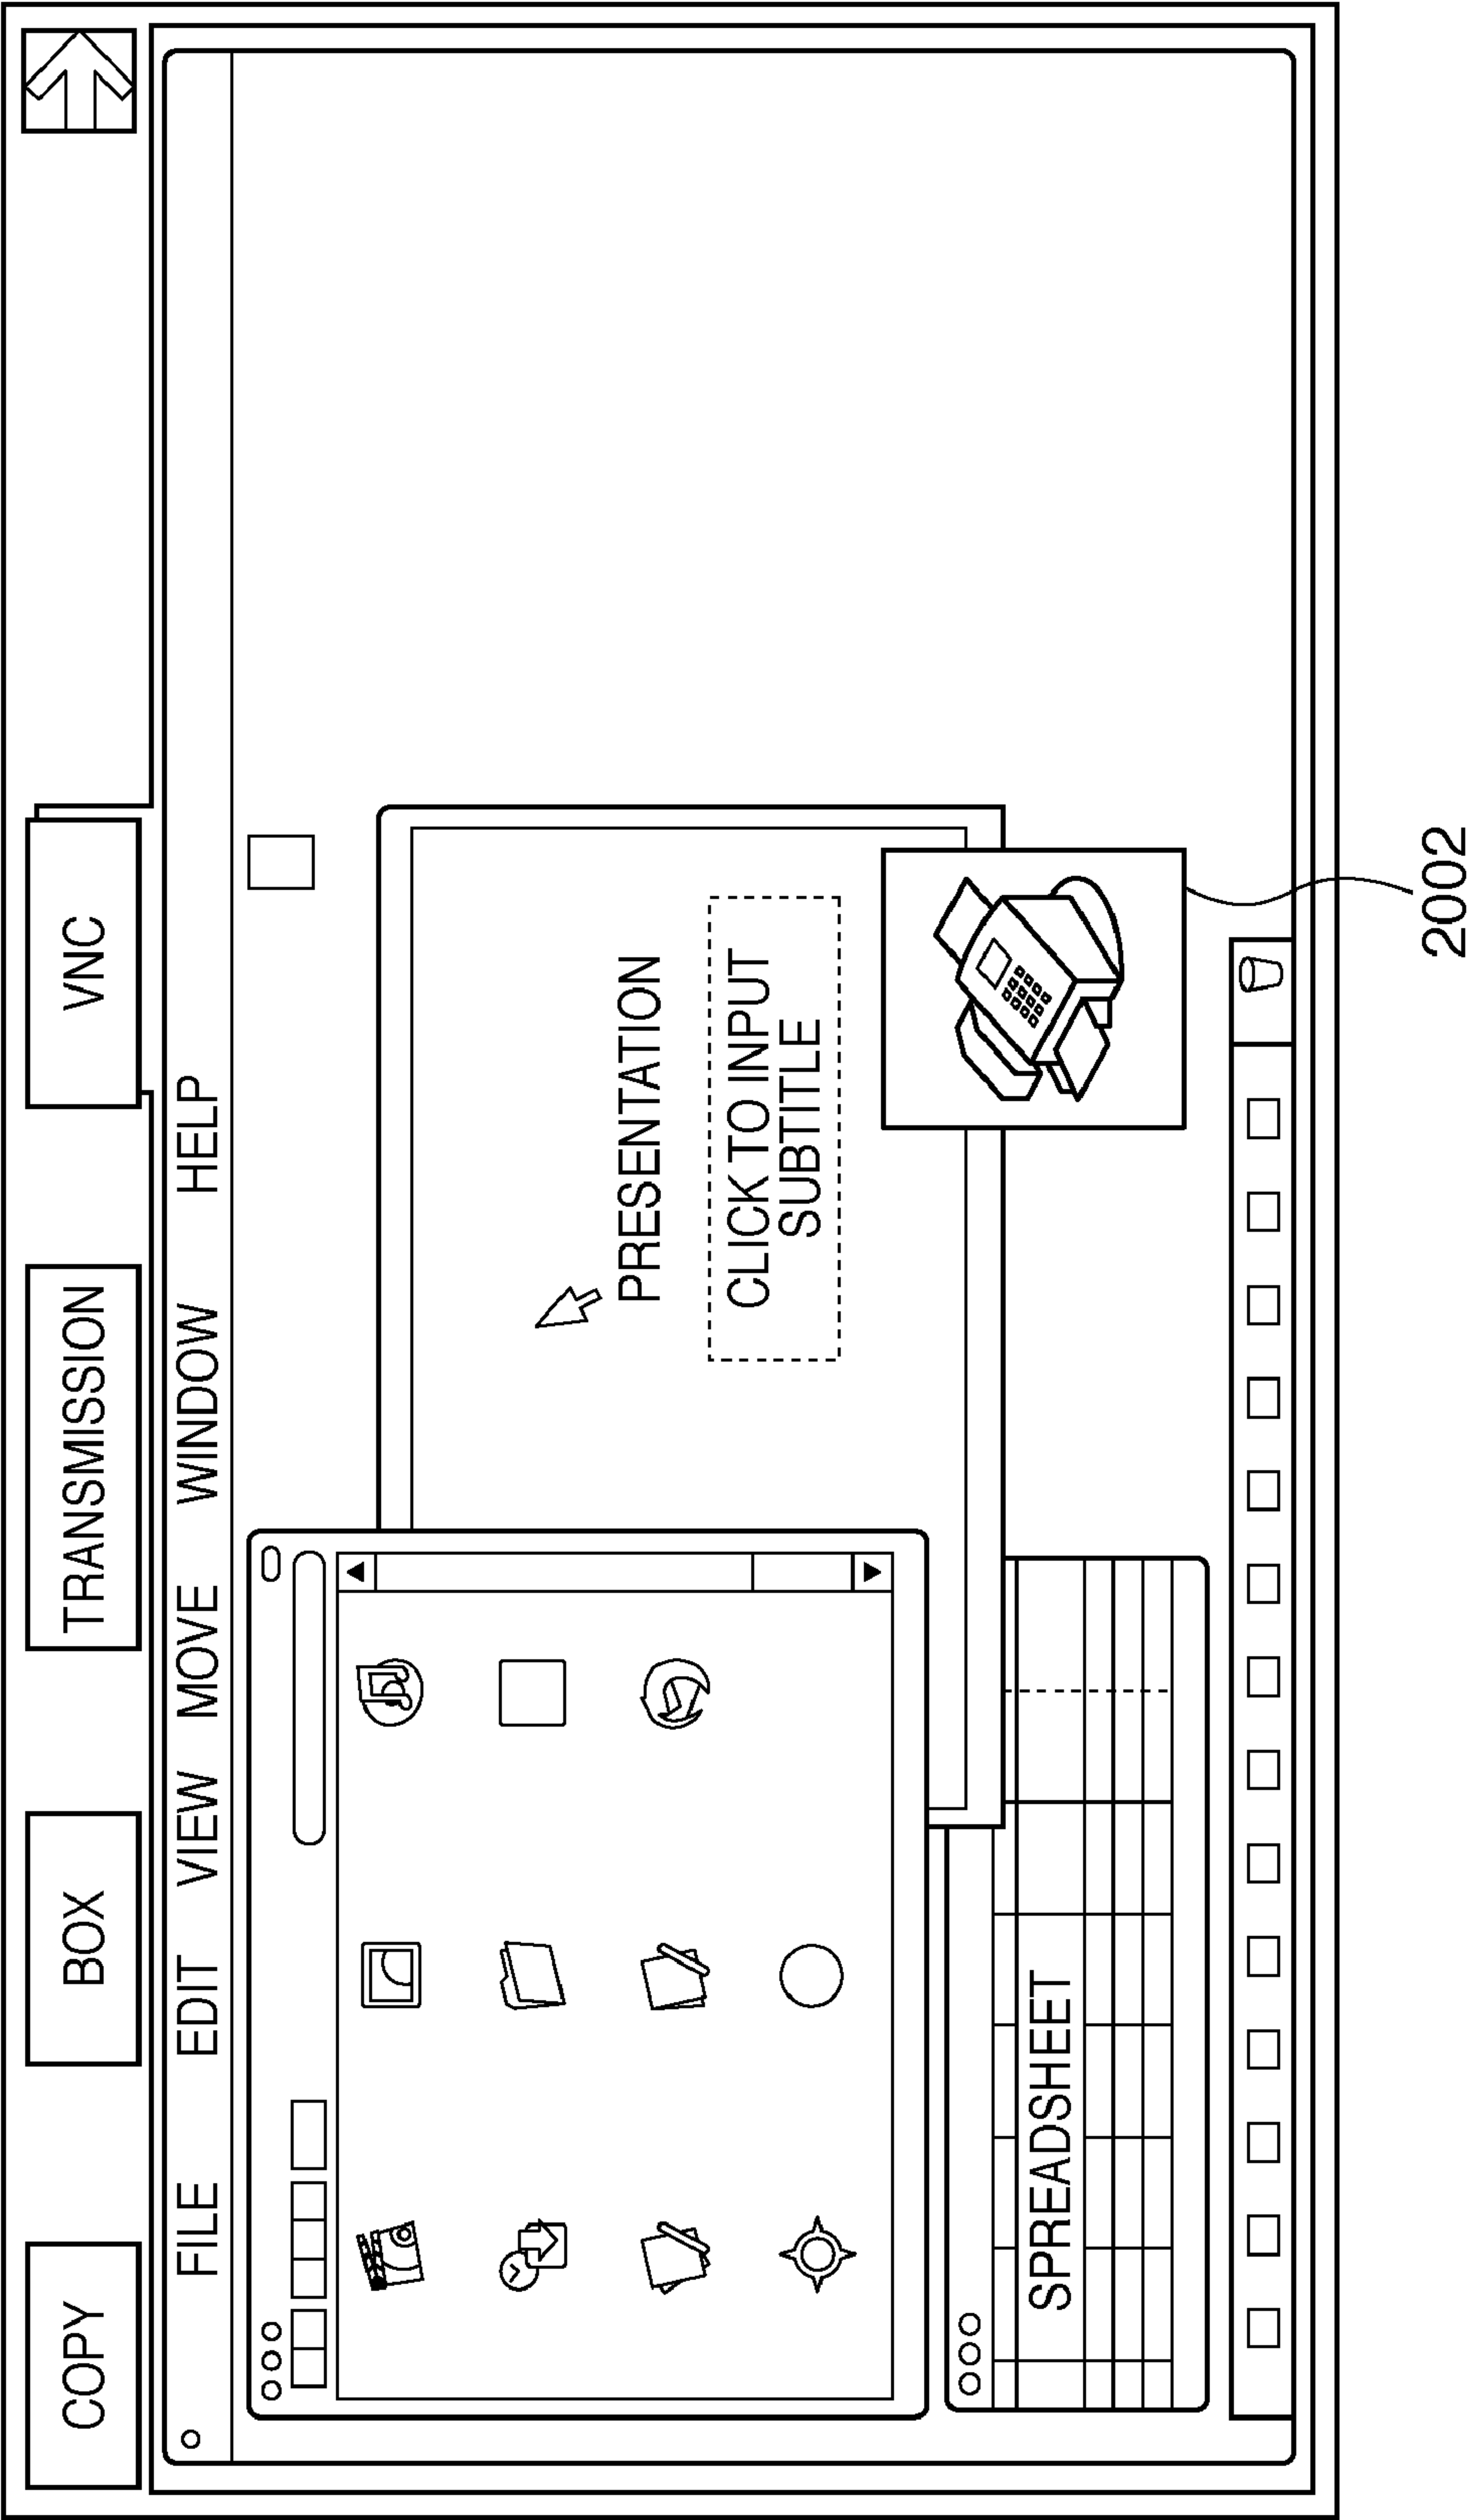 COPY
BOX
TRANSMISSION
VNC
FILE EDIT VIEW MOVE WINDOW HELP
PRESENTATION
CLICK TO INPUT
SUBTITLE
SPREADSHEET
2002